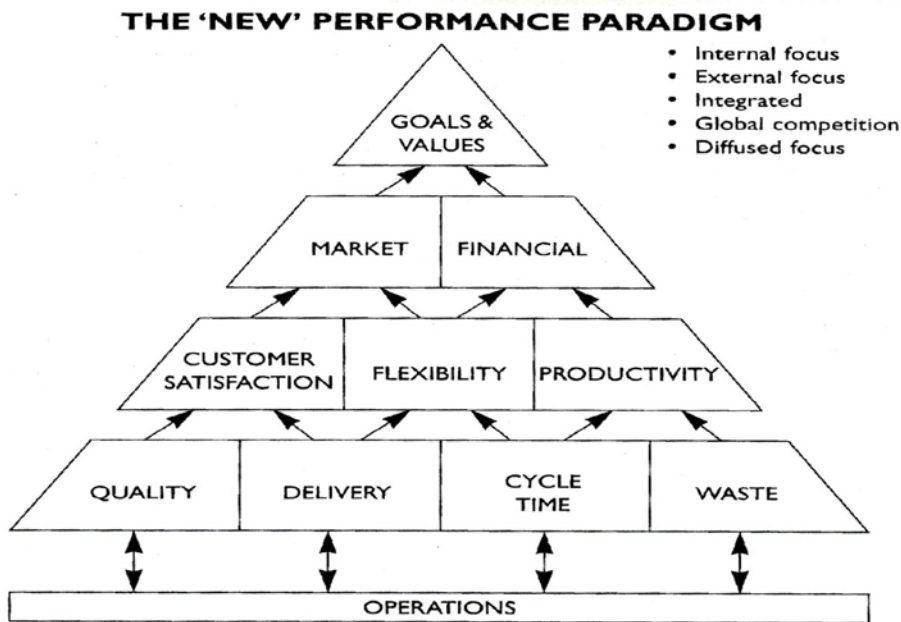 THE ‘NEW’ PERFORMANCE PARADIGM
• Internal focus
• External focus
• Integrated
• Global competition
• Diffused focus
GOALS &
VALUES
MARKET
FINANCIAL
CUSTOMER
SATISFACTION
FLEXIBILITY
PRODUCTIVITY
QUALITY
DELIVERY
CYCLE
TIME
WASTE
OPERATIONS